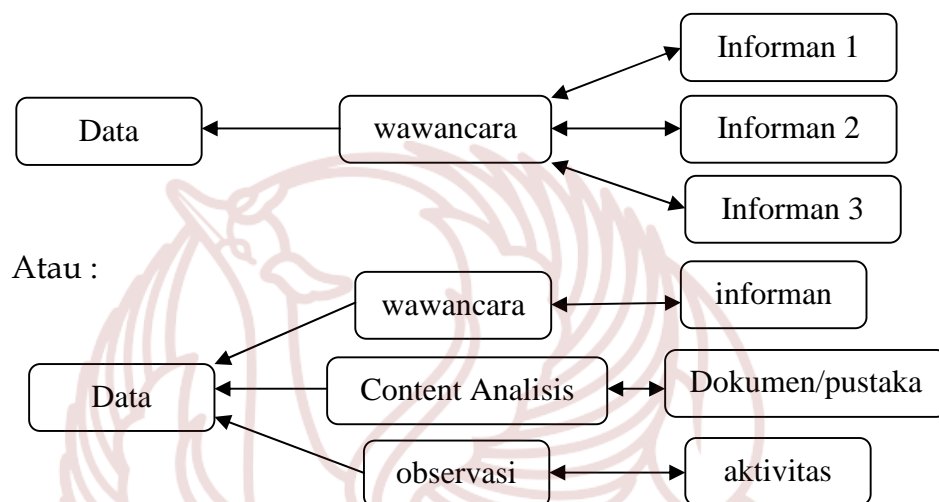 Informan 1
Data
wawancara
Informan 2
Informan 3
Atau :
wawancara
informan
Data
Content Analisis
Dokumen/pustaka
observasi
aktivitas